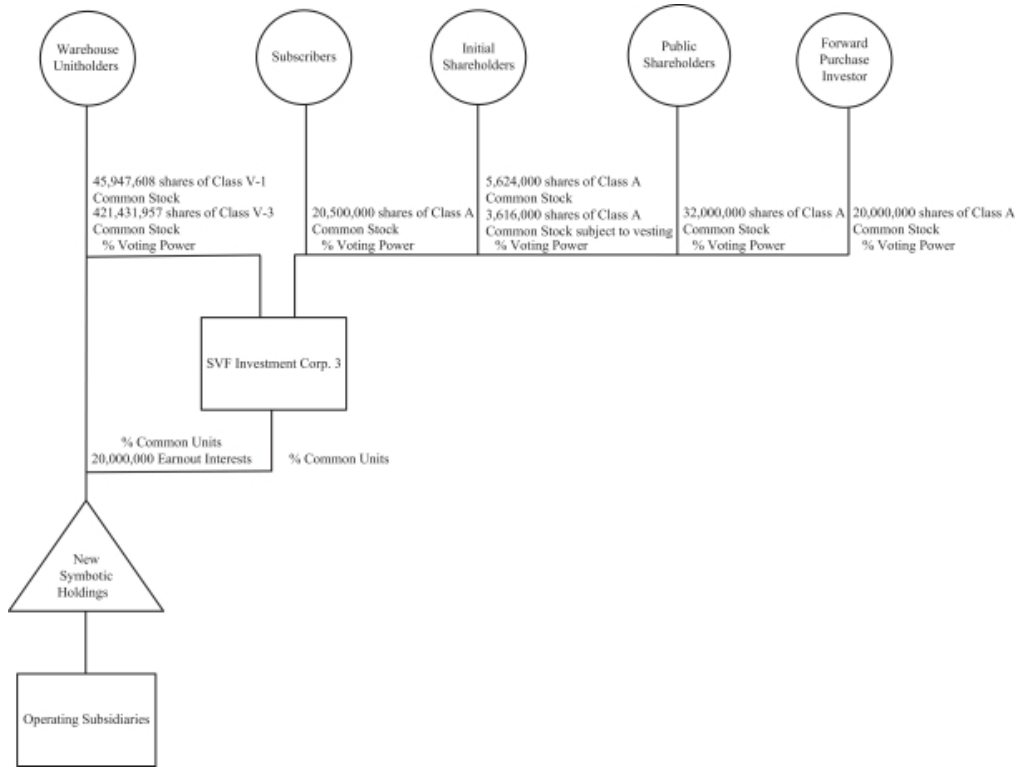 Warehouse
Unitholders
Subscribers
Initial
Shareholders
Public
Shareholders
Forward
Purchase
Investor
45,947,608 shares of Class V-1
Common Stock
421,431,957 shares of Class V-3
Common Stock
% Voting Power
20,500,000 shares of Class A
Common Stock
% Voting Power
5,624,000 shares of Class A
Common Stock
3,616,000 shares of Class A
Common Stock subject to vesting
% Voting Power
32,000,000 shares of Class A
Common Stock
% Voting Power
20,000,000 shares of Class A
Common Stock
% Voting Power
SVF Investment Corp. 3
% Common Units
20,000,000 Earnout Interests
% Common Units
New
Symbotic
Holdings
Operating Subsidiaries